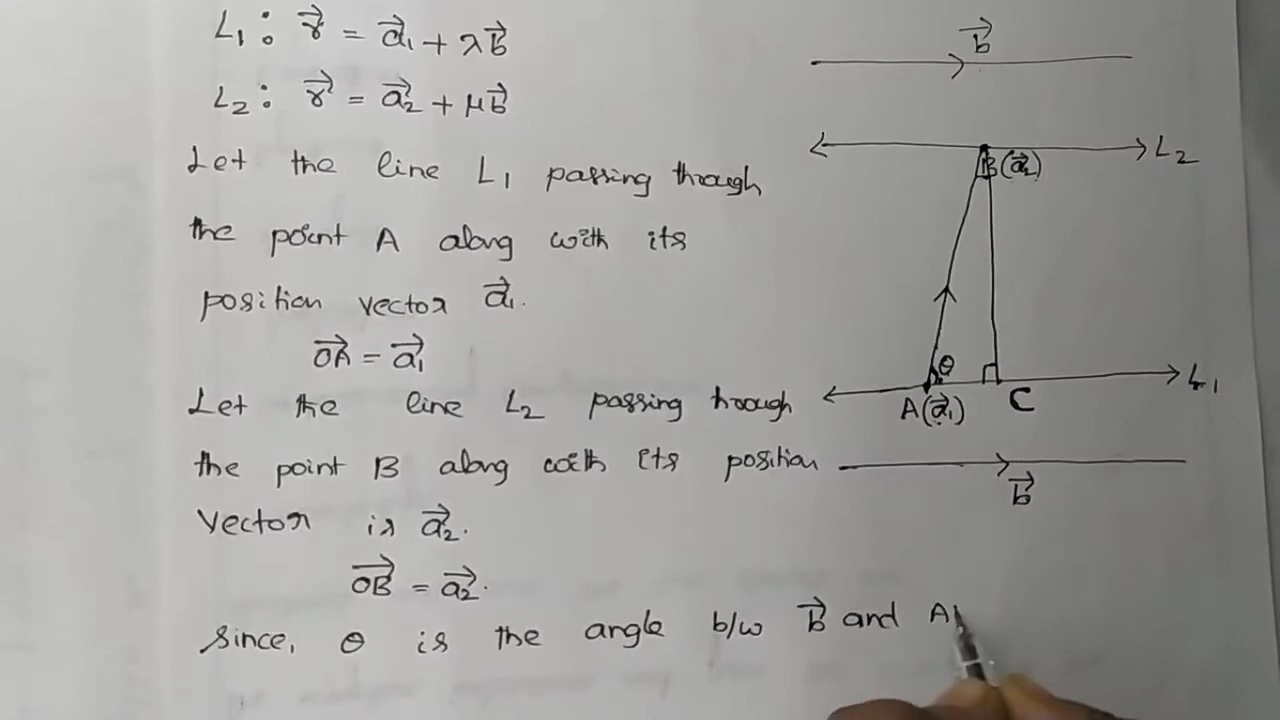 L₁ : r⃗ = a⃗₁ + λb⃗
L₂ : r⃗ = a⃗₂ + μb⃗
Let the line L₁ passing through
the point A along with its
position vector a⃗₁.
OA⃗ = a⃗₁
Let the line L₂ passing hrough
the point B along with its position
vector is a⃗₂.
OB⃗ = a⃗₂.
since, θ is the angle b/w b⃗ and A
b⃗
L₂
B(a⃗₂)
θ
L₁
A(a⃗₁)
C
b⃗